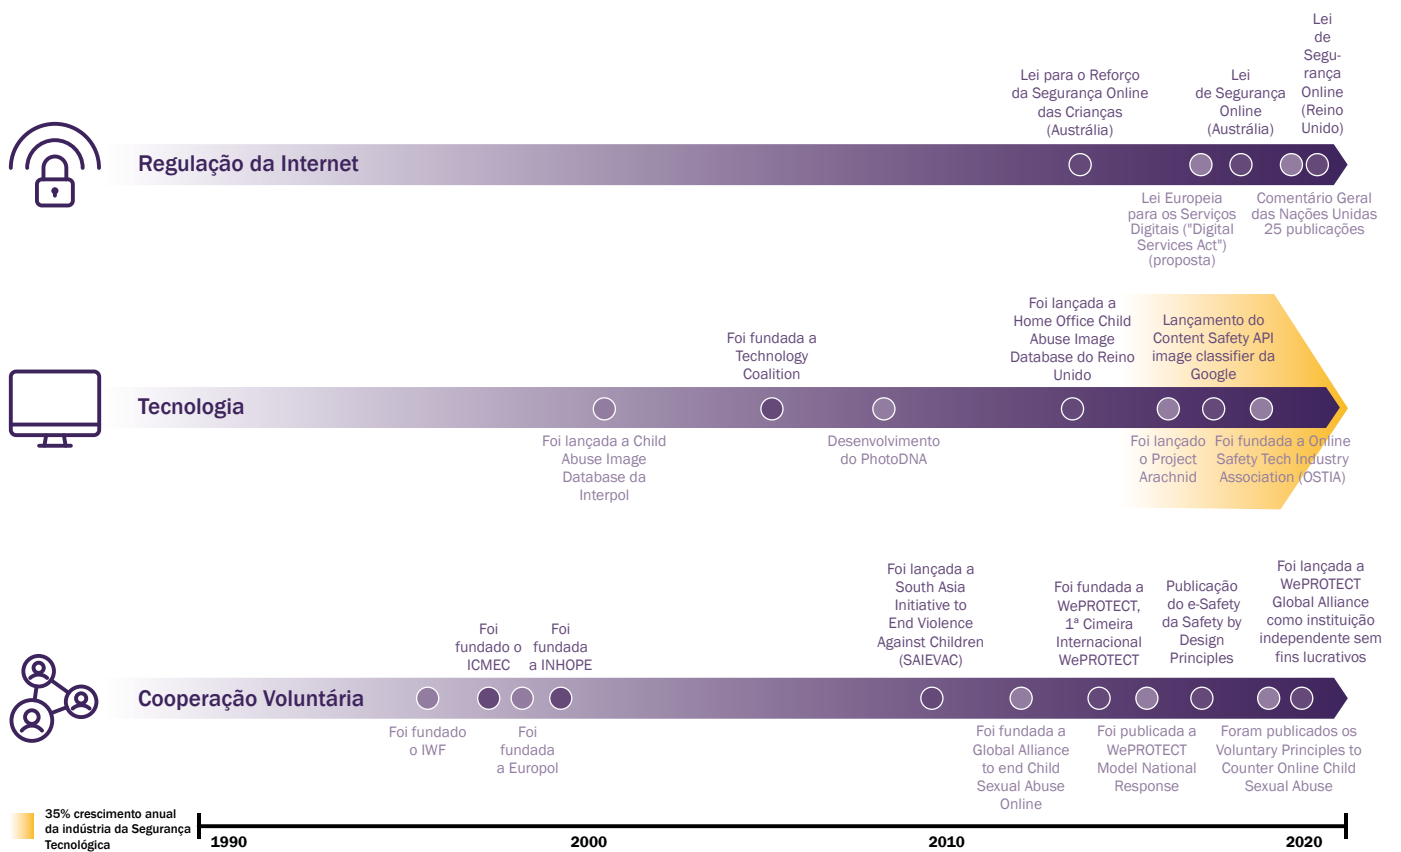 Lei
de
Segu-
rança
Online
(Reino
Unido)
Lei para o Reforço
da Segurança Online
das Crianças
(Austrália)
Lei
de Segurança
Online
(Austrália)
Regulação da Internet
Lei Europeia
para os Serviços
Digitais ("Digital
Services Act")
(proposta)
Comentário Geral
das Nações Unidas
25 publicações
Foi fundada a
Technology
Coalition
Foi lançada a
Home Office Child
Abuse Image
Database do Reino
Unido
Lançamento do
Content Safety API
image classifier da
Google
Tecnologia
Foi lançada a Child
Abuse Image
Database da
Interpol
Desenvolvimento
do PhotoDNA
Foi lançado
o Project
Arachnid
Foi fundada a Online
Safety Tech Industry
Association (OSTIA)
Foi
fundado o
ICMEC
Foi
fundada
a INHOPE
Foi lançada a
South Asia
Initiative to
End Violence
Against Children
(SAIEVAC)
Foi fundada a
WePROTECT,
1ª Cimeira
Internacional
WePROTECT
Publicação
do e-Safety
da Safety by
Design
Principles
Foi lançada a
WePROTECT
Global Alliance
como instituição
independente sem
fins lucrativos
Cooperação Voluntária
Foi fundado
o IWF
Foi
fundada
a Europol
Foi fundada a
Global Alliance
to end Child
Sexual Abuse
Online
Foi publicada a
WePROTECT
Model National
Response
Foram publicados os
Voluntary Principles to
Counter Online Child
Sexual Abuse
35% crescimento anual
da indústria da Segurança
Tecnológica
1990
2000
2010
2020